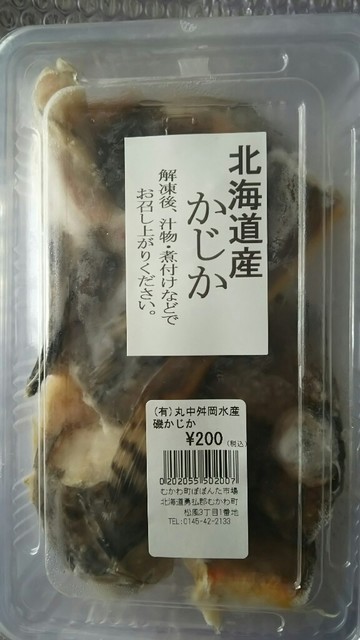 北海道産
かじか
解凍後、汁物・煮付けなどで
お召し上がりください。
(有)丸中舛岡水産
磯かじか
¥200 (税込)
0202055502007
むかわ町ぽぽんた市場
北海道勇払郡むかわ町
松風3丁目1番地
TEL:0145-42-2133